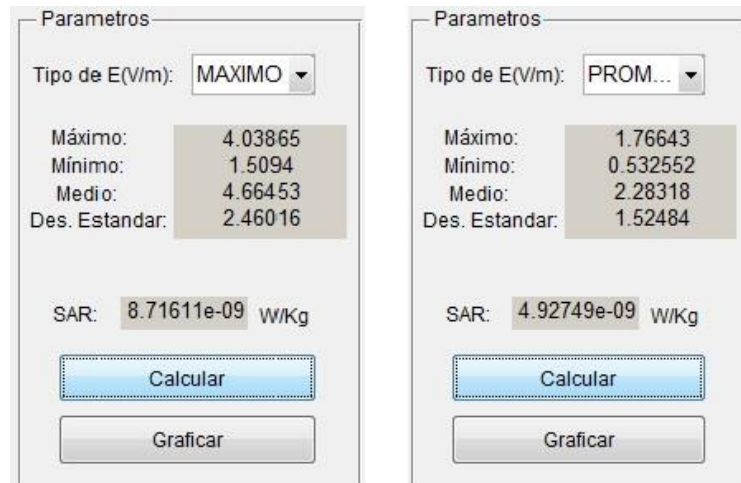 Parametros
Tipo de E(V/m): MAXIMO
Máximo: 4.03865
Mínimo: 1.5094
Medio: 4.66453
Des. Estandar: 2.46016
SAR: 8.71611e-09 W/Kg
Calcular
Graficar
Parametros
Tipo de E(V/m): PROM...
Máximo: 1.76643
Mínimo: 0.532552
Medio: 2.28318
Des. Estandar: 1.52484
SAR: 4.92749e-09 W/Kg
Calcular
Graficar